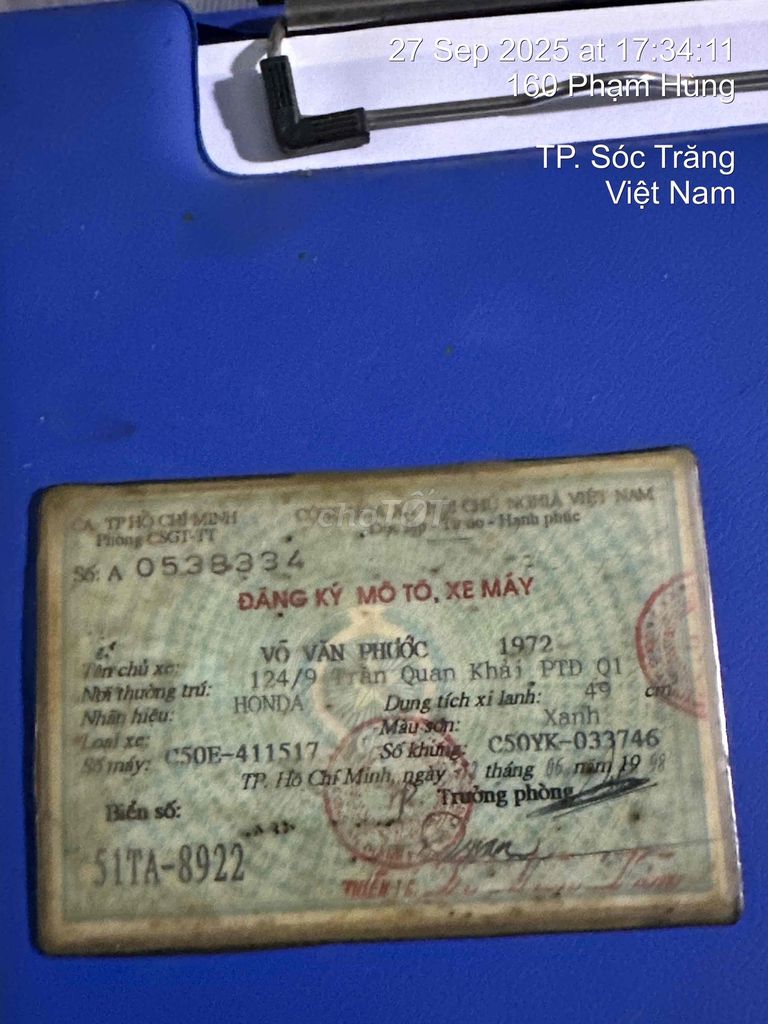 27 Sep 2025 at 17:34:11
160 Phạm Hùng
TP. Sóc Trăng
Việt Nam
CA. TP HỒ CHÍ MINH
CHỦ NGHĨA VIỆT NAM
Phòng CSGT-TT
Tự do - Hạnh phúc
chợTỐT
Số: A 0538334
ĐĂNG KÝ MÔ TÔ, XE MÁY
Tên chủ xe: VÕ VĂN PHƯỚC 1972
Nơi thường trú: 124/9 Trần Quan Khải PTĐ Q1
Nhãn hiệu: HONDA Dung tích xi lanh: 49 cm
Loại xe: Màu sơn: Xanh
Số máy: C50E-411517 Số khung: C50YK-033746
TP. Hồ Chí Minh, ngày tháng 06 năm 1998
Biển số: Trưởng phòng
51TA-8922